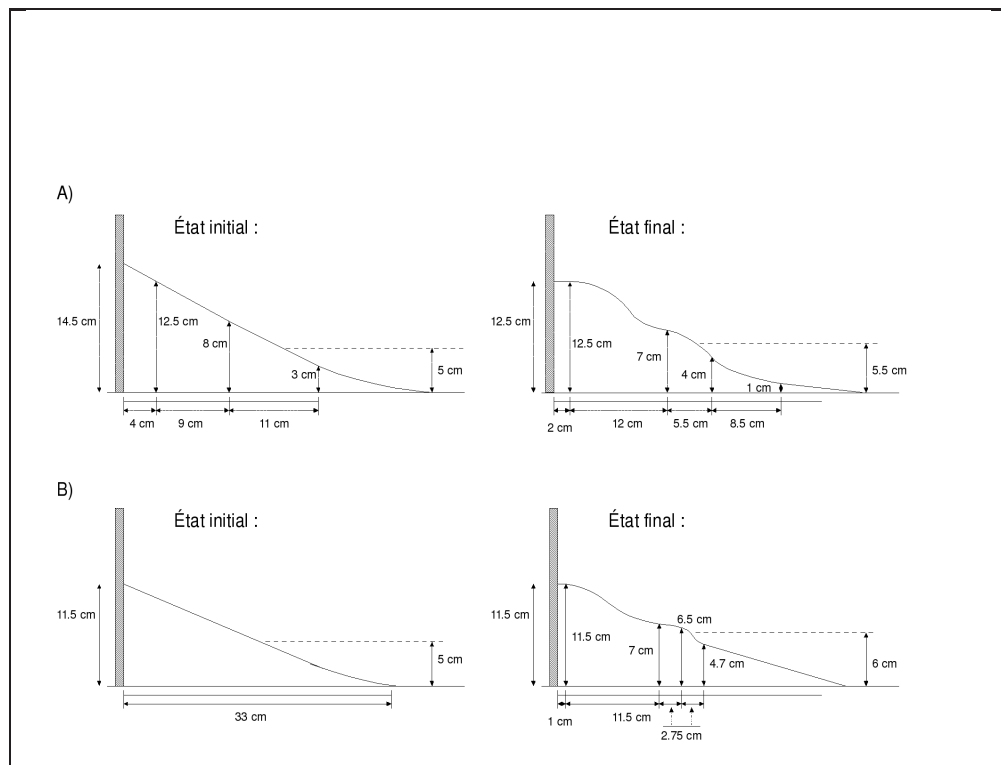 A)
État initial :
État final :
14.5 cm
12.5 cm
8 cm
3 cm
5 cm
4 cm
9 cm
11 cm
12.5 cm
12.5 cm
7 cm
4 cm
1 cm
5.5 cm
2 cm
12 cm
5.5 cm
8.5 cm
B)
État initial :
État final :
11.5 cm
5 cm
33 cm
11.5 cm
11.5 cm
7 cm
6.5 cm
4.7 cm
6 cm
1 cm
11.5 cm
2.75 cm